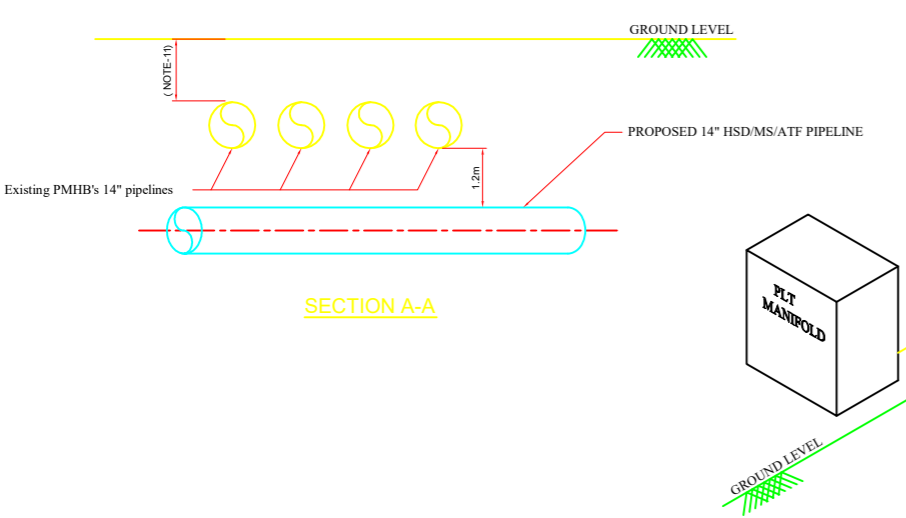 GROUND LEVEL
( NOTE-11)
PROPOSED 14" HSD/MS/ATF PIPELINE
1.2m
Existing PMHB's 14" pipelines
SECTION A-A
PLT
MANIFOLD
GROUND LEVEL